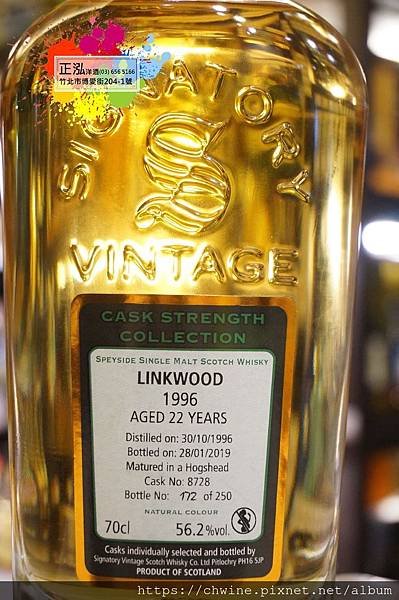 正泓洋酒(03) 656 5166
竹北市博愛街204-1號
SIGNATORY
VINTAGE
CASK STRENGTH
COLLECTION
SPEYSIDE SINGLE MALT SCOTCH WHISKY
LINKWOOD
1996
AGED 22 YEARS
Distilled on: 30/10/1996
Bottled on: 28/01/2019
Matured in a Hogshead
Cask No: 8728
Bottle No: 172 of 250
NATURAL COLOUR
70cl 56.2%vol.
Casks individually selected and bottled by
Signatory Vintage Scotch Whisky Co. Ltd Pitlochry PH16 5JP
PRODUCT OF SCOTLAND
https://chwine.pixnet.net/album